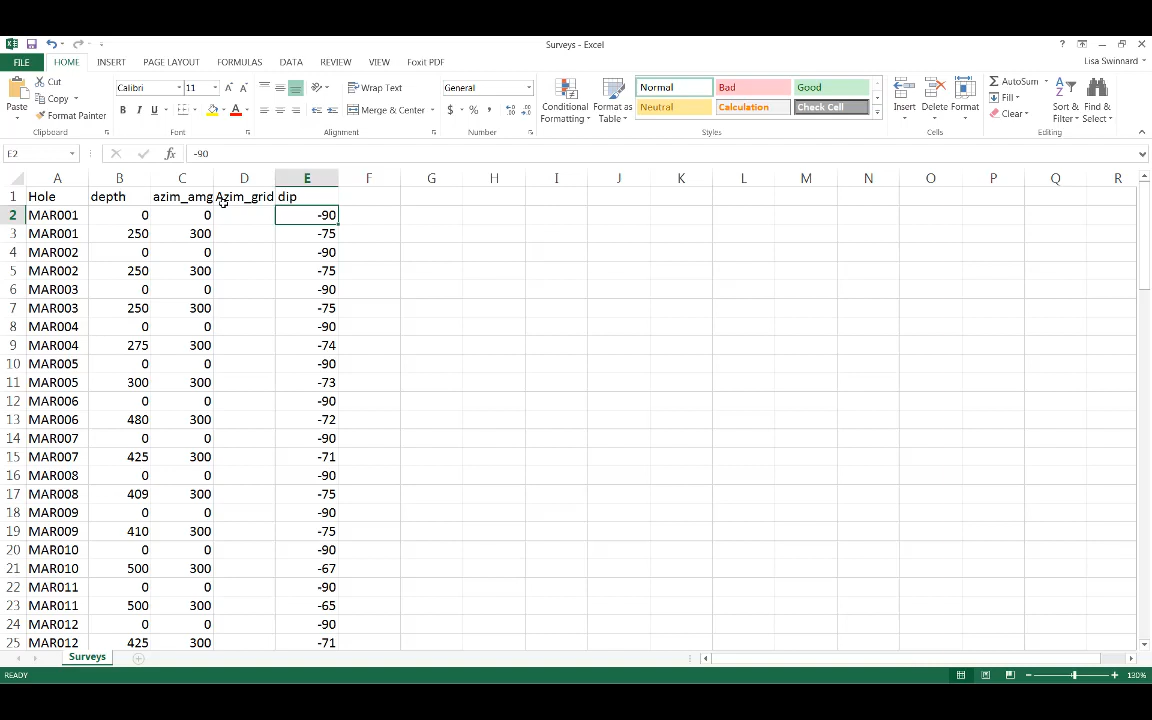 Surveys - Excel
?
FILE HOME INSERT PAGE LAYOUT FORMULAS DATA REVIEW VIEW Foxit PDF Lisa Swinnard
Paste
Cut
Copy
Format Painter
Clipboard
Calibri 11
B I U
Font
Wrap Text
Merge & Center
Alignment
General
$ % ,
Number
Conditional Formatting
Format as Table
Normal Bad Good
Neutral Calculation Check Cell
Styles
Insert Delete Format
Cells
AutoSum
Fill
Clear
Sort & Filter
Find & Select
Editing
E2 fx -90
A B C D E F G H I J K L M N O P Q R
1 Hole depth azim_amg Azim_grid dip
2 MAR001 0 0 -90
3 MAR001 250 300 -75
4 MAR002 0 0 -90
5 MAR002 250 300 -75
6 MAR003 0 0 -90
7 MAR003 250 300 -75
8 MAR004 0 0 -90
9 MAR004 275 300 -74
10 MAR005 0 0 -90
11 MAR005 300 300 -73
12 MAR006 0 0 -90
13 MAR006 480 300 -72
14 MAR007 0 0 -90
15 MAR007 425 300 -71
16 MAR008 0 0 -90
17 MAR008 409 300 -75
18 MAR009 0 0 -90
19 MAR009 410 300 -75
20 MAR010 0 0 -90
21 MAR010 500 300 -67
22 MAR011 0 0 -90
23 MAR011 500 300 -65
24 MAR012 0 0 -90
25 MAR012 425 300 -71
Surveys
READY 130%